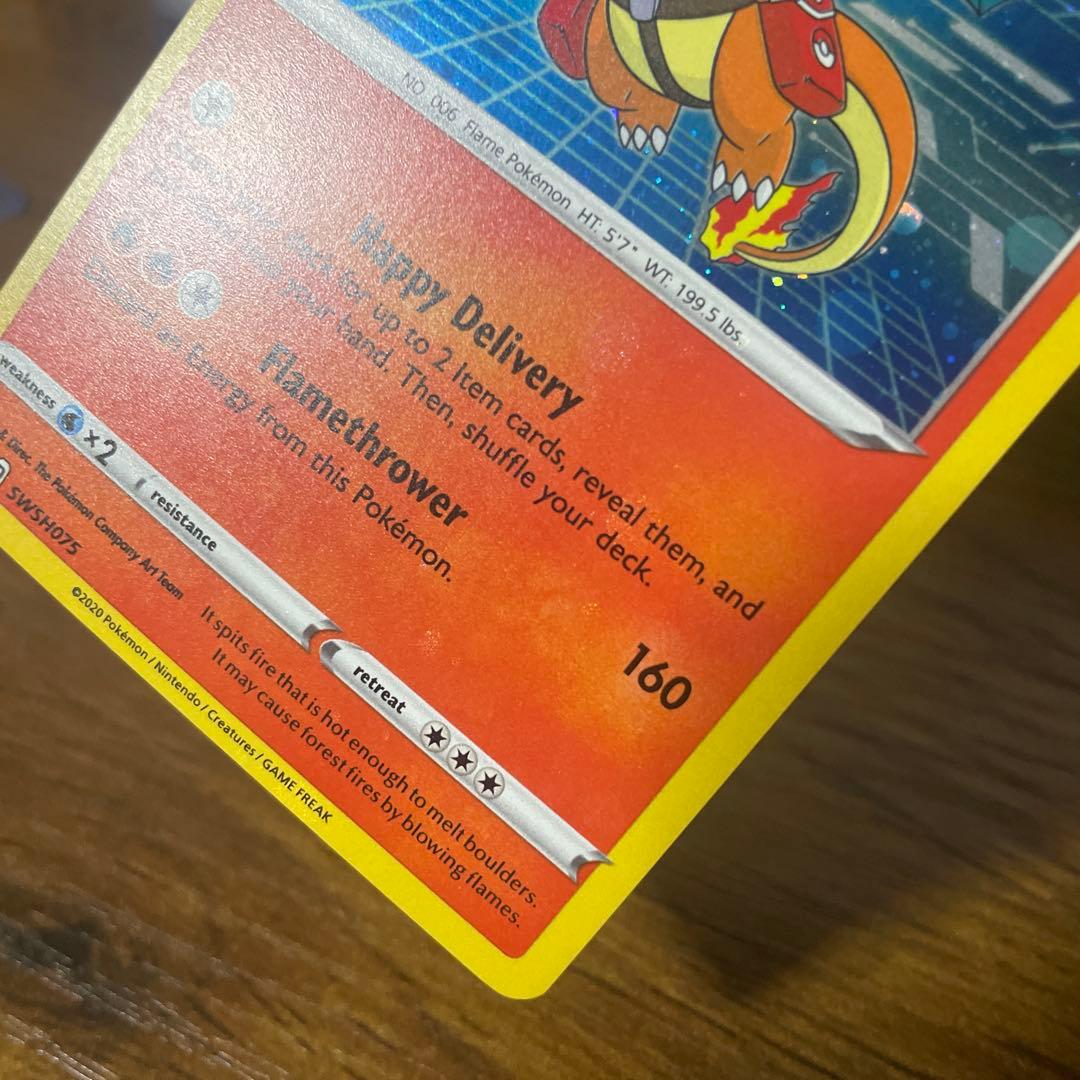 NO. 006 Flame Pokémon HT: 5'7" WT: 199.5 lbs.
Happy Delivery
deck for up to 2 Item cards, reveal them, and
your hand. Then, shuffle your deck.
Flamethrower 160
Discard an Energy from this Pokémon.
weakness ×2 resistance retreat
The Pokémon Company Art Team
SWSH075
It spits fire that is hot enough to melt boulders.
It may cause forest fires by blowing flames.
©2020 Pokémon / Nintendo / Creatures / GAME FREAK